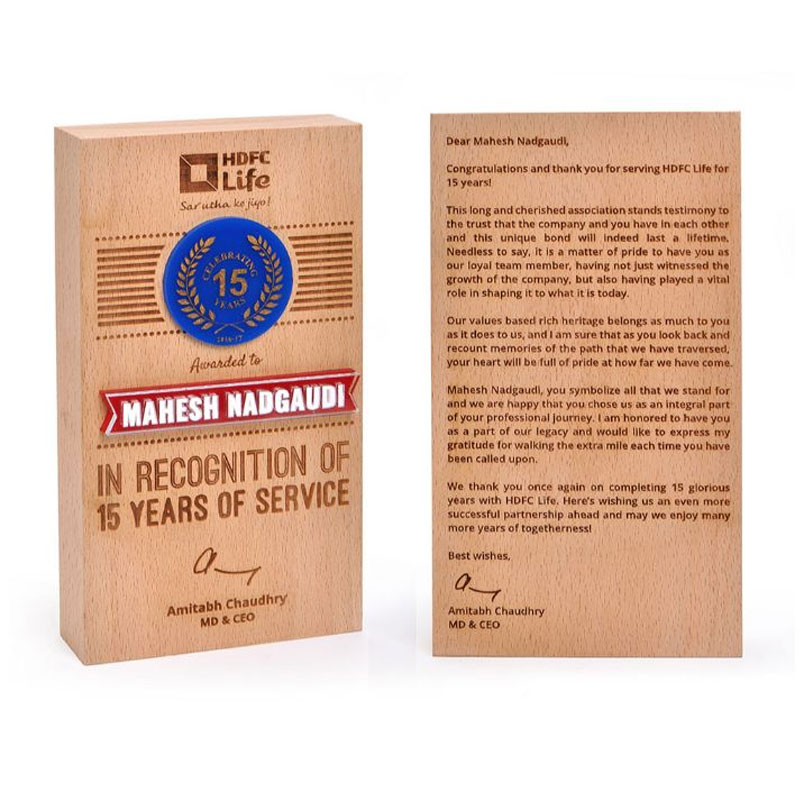 HDFC
Life
Sar utha ke jiyo!
CELEBRATING
15
YEARS
2016-17
Awarded to
MAHESH NADGAUDI
IN RECOGNITION OF
15 YEARS OF SERVICE
Amitabh Chaudhry
MD & CEO
Dear Mahesh Nadgaudi,
Congratulations and thank you for serving HDFC Life for
15 years!
This long and cherished association stands testimony to
the trust that the company and you have in each other
and this unique bond will indeed last a lifetime.
Needless to say, it is a matter of pride to have you as
our loyal team member, having not just witnessed the
growth of the company, but also having played a vital
role in shaping it to what it is today.
Our values based rich heritage belongs as much to you
as it does to us, and I am sure that as you look back and
recount memories of the path that we have traversed,
your heart will be full of pride at how far we have come.
Mahesh Nadgaudi, you symbolize all that we stand for
and we are happy that you chose us as an integral part
of your professional journey. I am honored to have you
as a part of our legacy and would like to express my
gratitude for walking the extra mile each time you have
been called upon.
We thank you once again on completing 15 glorious
years with HDFC Life. Here's wishing us an even more
successful partnership ahead and may we enjoy many
more years of togetherness!
Best wishes,
Amitabh Chaudhry
MD & CEO